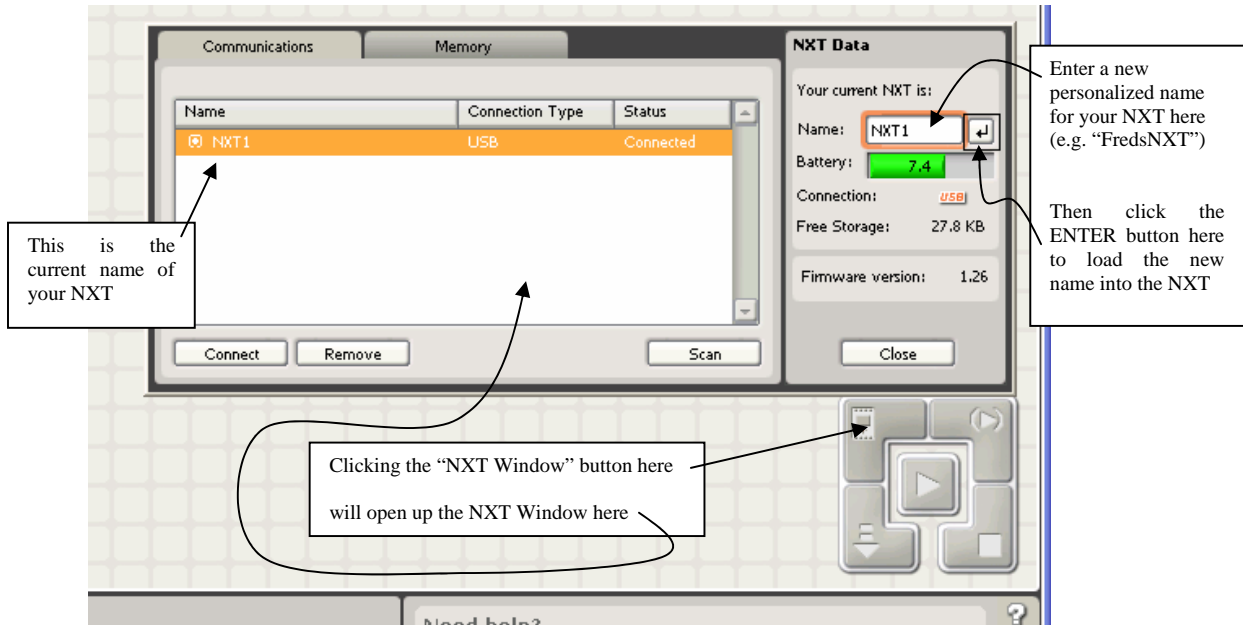 Communications
Memory
Name
Connection Type
Status
NXT1
USB
Connected
Connect
Remove
Scan
NXT Data
Your current NXT is:
Name:
NXT1
Battery:
7.4
Connection:
USB
Free Storage:
27.8 KB
Firmware version:
1.26
Close
Enter a new
personalized name
for your NXT here
(e.g. “FredsNXT”)
Then click the
ENTER button here
to load the new
name into the NXT
This is the
current name of
your NXT
Clicking the “NXT Window” button here
will open up the NXT Window here
Need help?
?